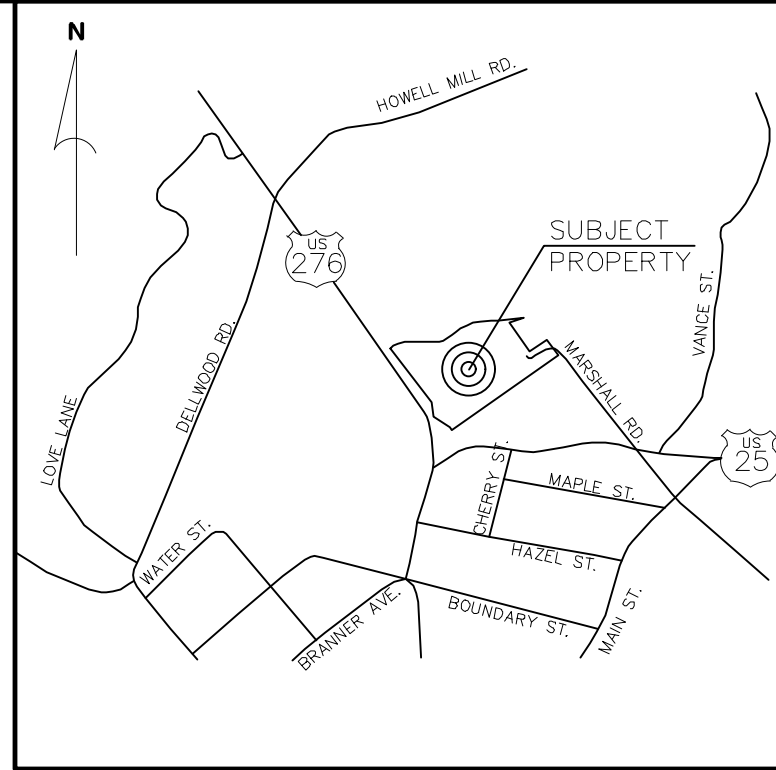 N
HOWELL MILL RD.
SUBJECT
PROPERTY
US
276
VANCE ST.
DELLWOOD RD.
MARSHALL RD.
LOVE LANE
US
25
CHERRY ST.
MAPLE ST.
WATER ST.
HAZEL ST.
BOUNDARY ST.
BRANNER AVE.
MAIN ST.